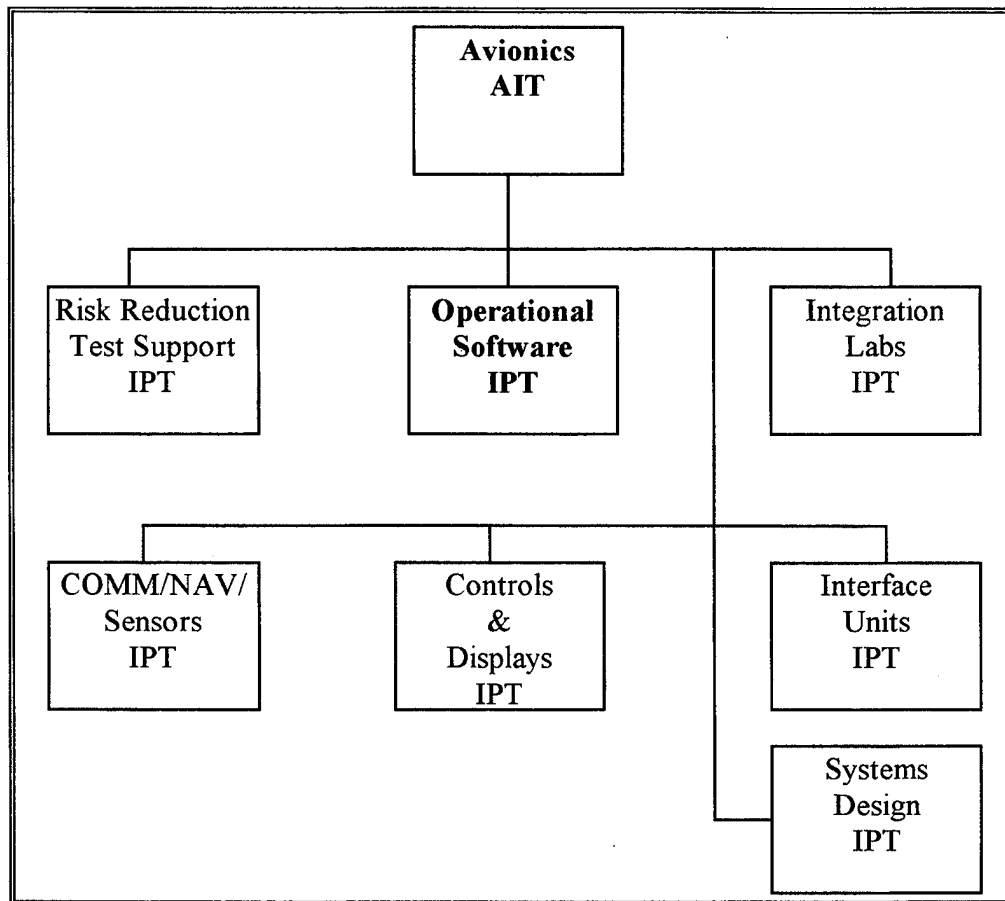 Avionics
AIT
Risk Reduction
Test Support
IPT
Operational
Software
IPT
Integration
Labs
IPT
COMM/NAV/
Sensors
IPT
Controls
&
Displays
IPT
Interface
Units
IPT
Systems
Design
IPT